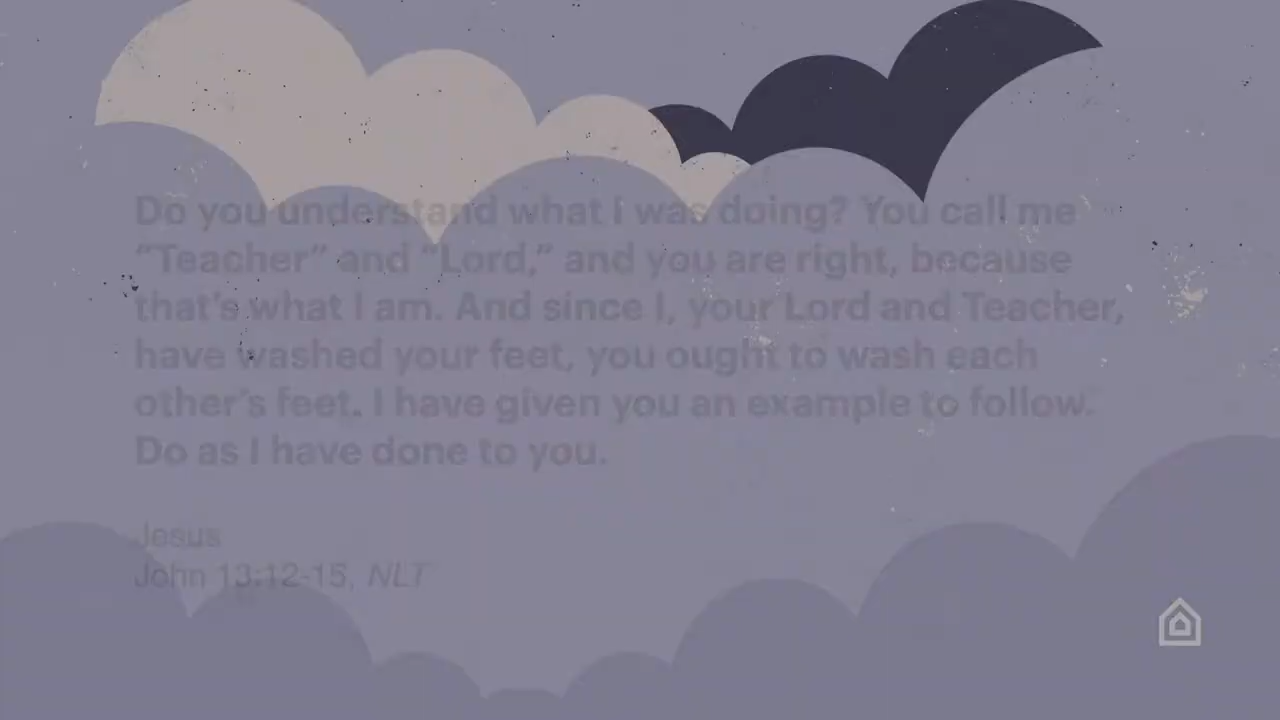 Do you understand what I was doing? You call me
“Teacher” and “Lord,” and you are right, because
that’s what I am. And since I, your Lord and Teacher,
have washed your feet, you ought to wash each
other’s feet. I have given you an example to follow.
Do as I have done to you.
Jesus
John 13:12-15, NLT